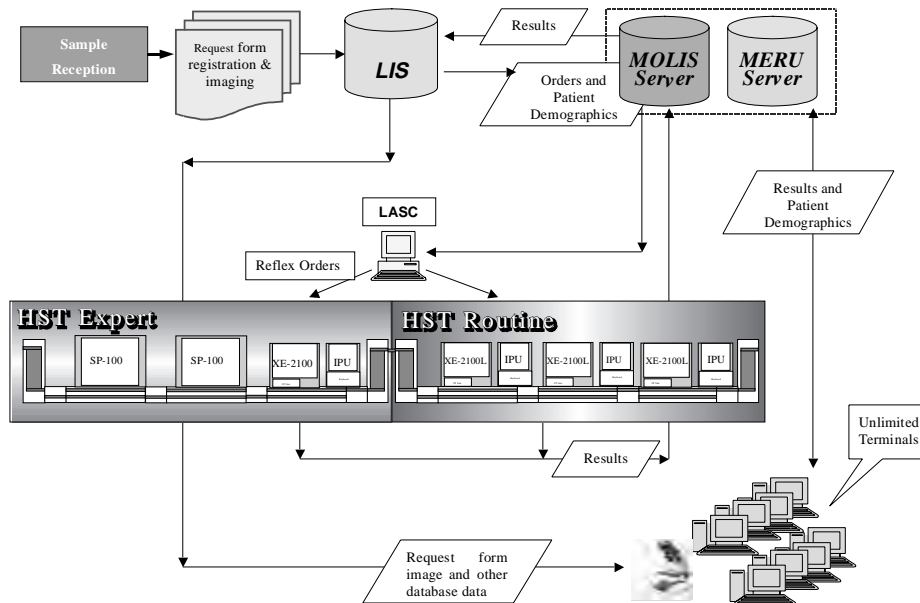 Sample
Reception
Request form
registration &
imaging
LIS
Results
Orders and
Patient
Demographics
MOLIS
Server
MERU
Server
Results and
Patient
Demographics
LASC
Reflex Orders
HST Expert
HST Routine
SP-100
SP-100
XE-2100
IPU
XE-2100L
IPU
XE-2100L
IPU
XE-2100L
IPU
Results
Unlimited
Terminals
Request form
image and other
database data